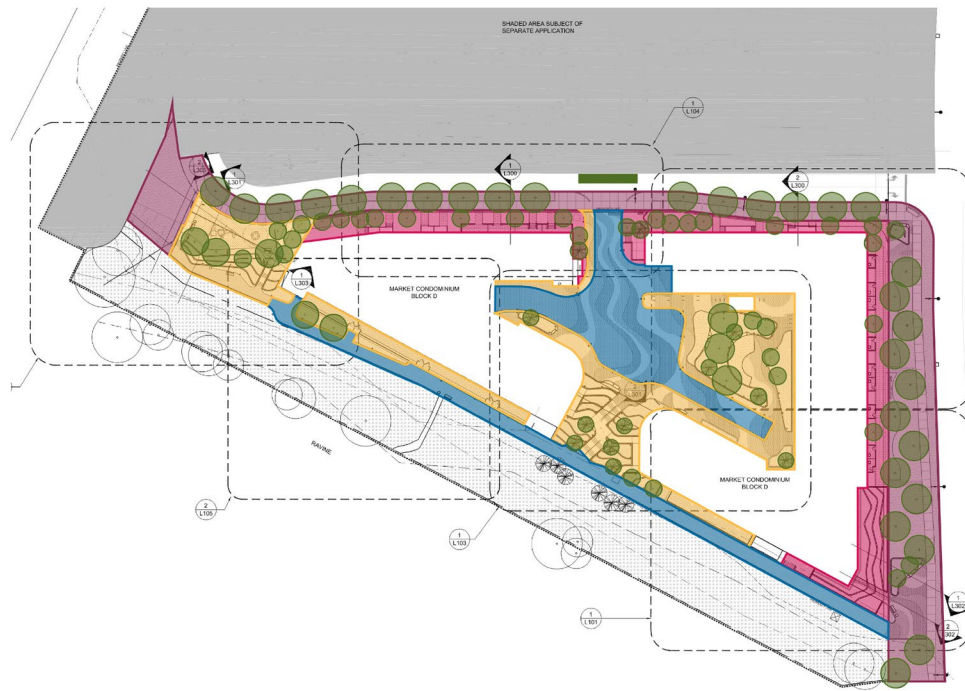 SHADED AREA SUBJECT OF
SEPARATE APPLICATION
1
L104
2
L301
1
L300
2
L300
1
L303
MARKET CONDOMINIUM
BLOCK D
2
L301
RAVINE
MARKET CONDOMINIUM
BLOCK D
2
L105
1
L103
1
L101
1
L302
2
L302